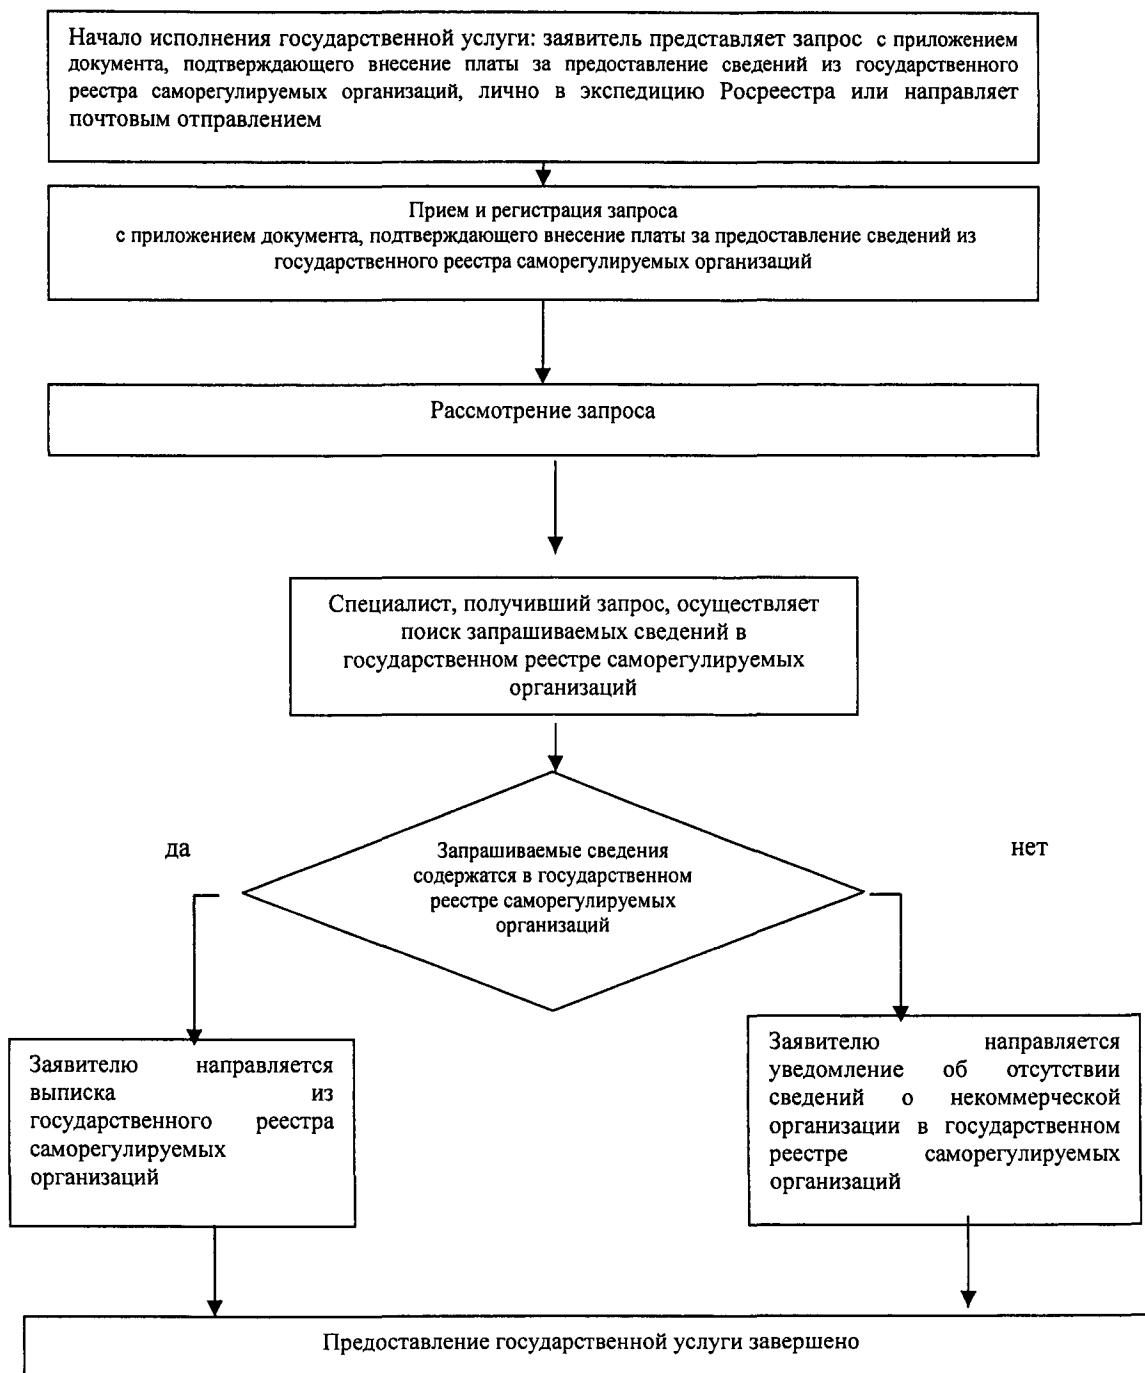 Начало исполнения государственной услуги: заявитель представляет запрос с приложением
документа, подтверждающего внесение платы за предоставление сведений из государственного
реестра саморегулируемых организаций, лично в экспедицию Росреестра или направляет
почтовым отправлением
Прием и регистрация запроса
с приложением документа, подтверждающего внесение платы за предоставление сведений из
государственного реестра саморегулируемых организаций
Рассмотрение запроса
Специалист, получивший запрос, осуществляет
поиск запрашиваемых сведений в
государственном реестре саморегулируемых
организаций
да
Запрашиваемые сведения
содержатся в государственном
реестре саморегулируемых
организаций
нет
Заявителю направляется
выписка из
государственного реестра
саморегулируемых
организаций
Заявителю направляется
уведомление об отсутствии
сведений о некоммерческой
организации в государственном
реестре саморегулируемых
организаций
Предоставление государственной услуги завершено